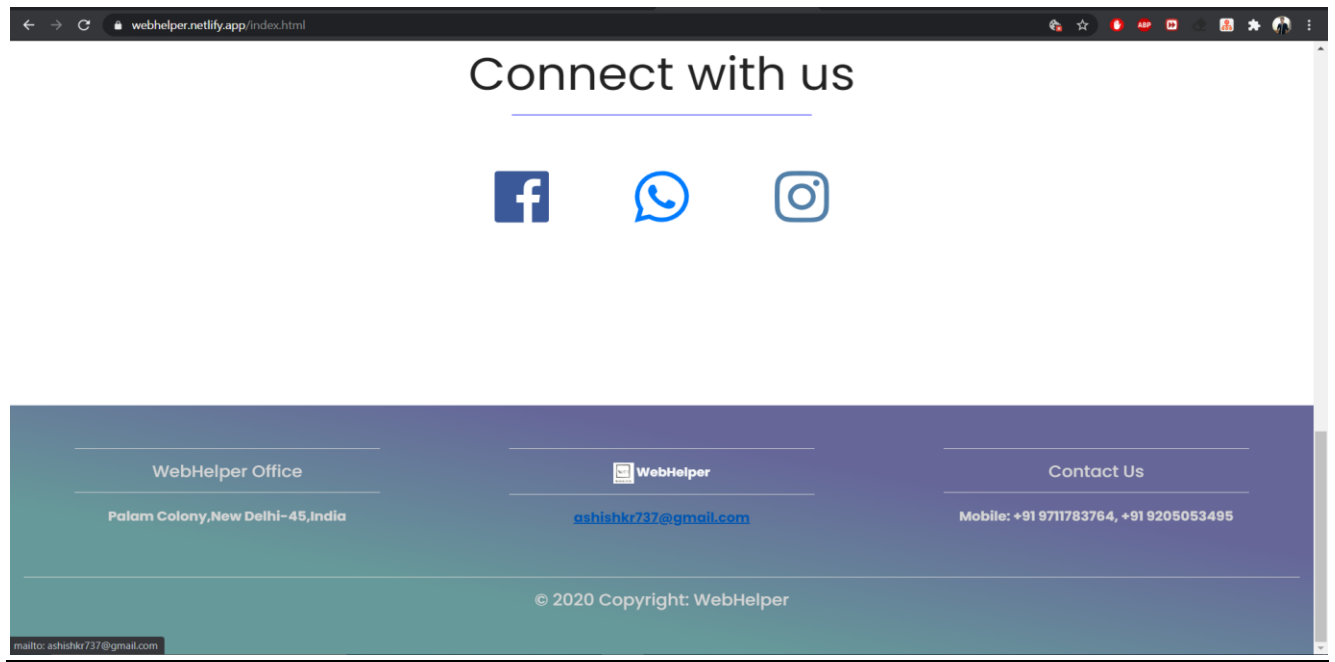 webhelper.netlify.app/index.html
ABP
Connect with us
WebHelper Office
WebHelper
Contact Us
Palam Colony,New Delhi-45,India
ashishkr737@gmail.com
Mobile: +91 9711783764, +91 9205053495
© 2020 Copyright: WebHelper
mailto: ashishkr737@gmail.com